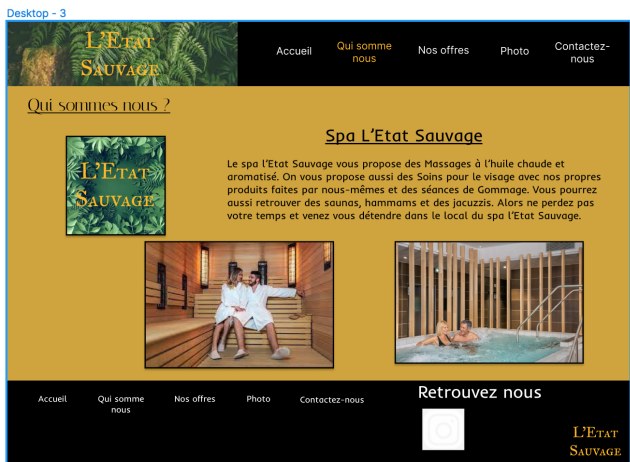 Desktop - 3
L'ETAT
SAUVAGE
Accueil
Qui somme
nous
Nos offres
Photo
Contactez-
nous
Qui sommes nous ?
L'ETAT
SAUVAGE
Spa L'Etat Sauvage
Le spa l'Etat Sauvage vous propose des Massages à l'huile chaude et
aromatisé. On vous propose aussi des Soins pour le visage avec nos propres
produits faites par nous-mêmes et des séances de Gommage. Vous pourrez
aussi retrouver des saunas, hammams et des jacuzzis. Alors ne perdez pas
votre temps et venez vous détendre dans le local du spa l'Etat Sauvage.
Accueil
Qui somme
nous
Nos offres
Photo
Contactez-nous
Retrouvez nous
L'ETAT
SAUVAGE